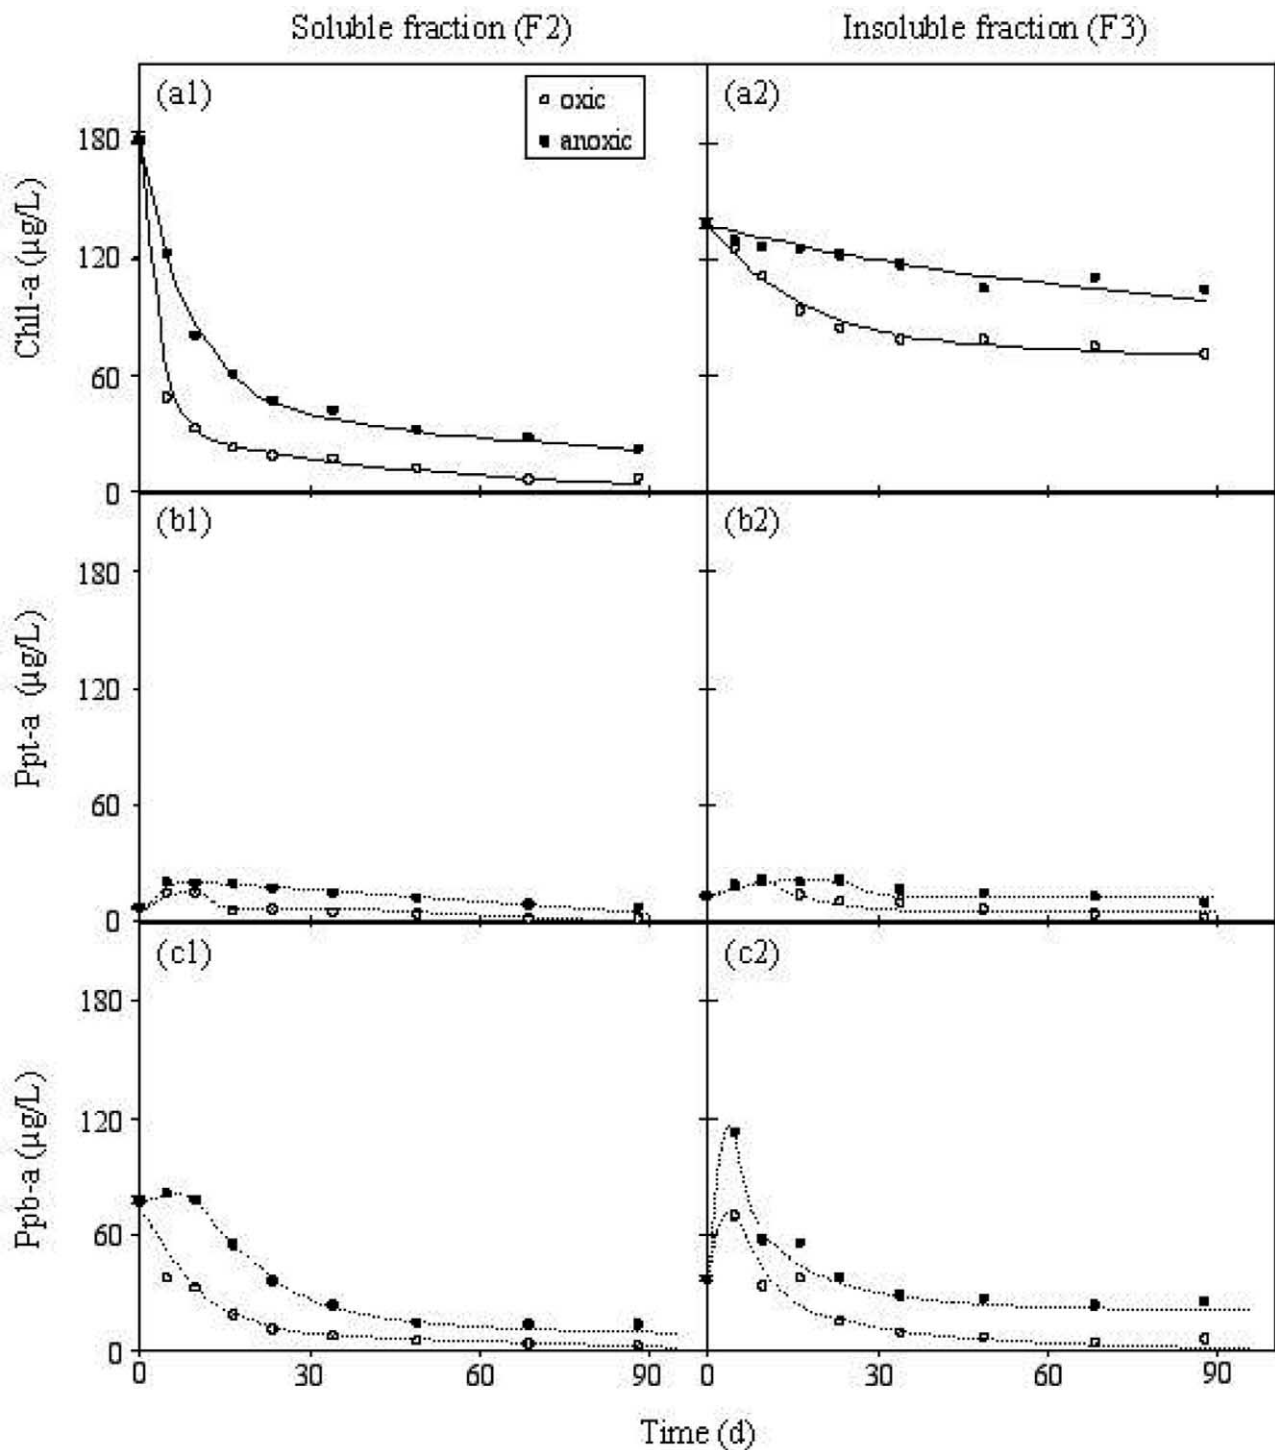 Soluble fraction (F2)
Insoluble fraction (F3)
(a1)
oxic
anoxic
(a2)
180
120
60
0
Chll-a (µg/L)
(b1)
(b2)
180
120
60
0
Ppt-a (µg/L)
(c1)
(c2)
180
120
60
0
Ppb-a (µg/L)
0 30 60 90 0 30 60 90
Time (d)